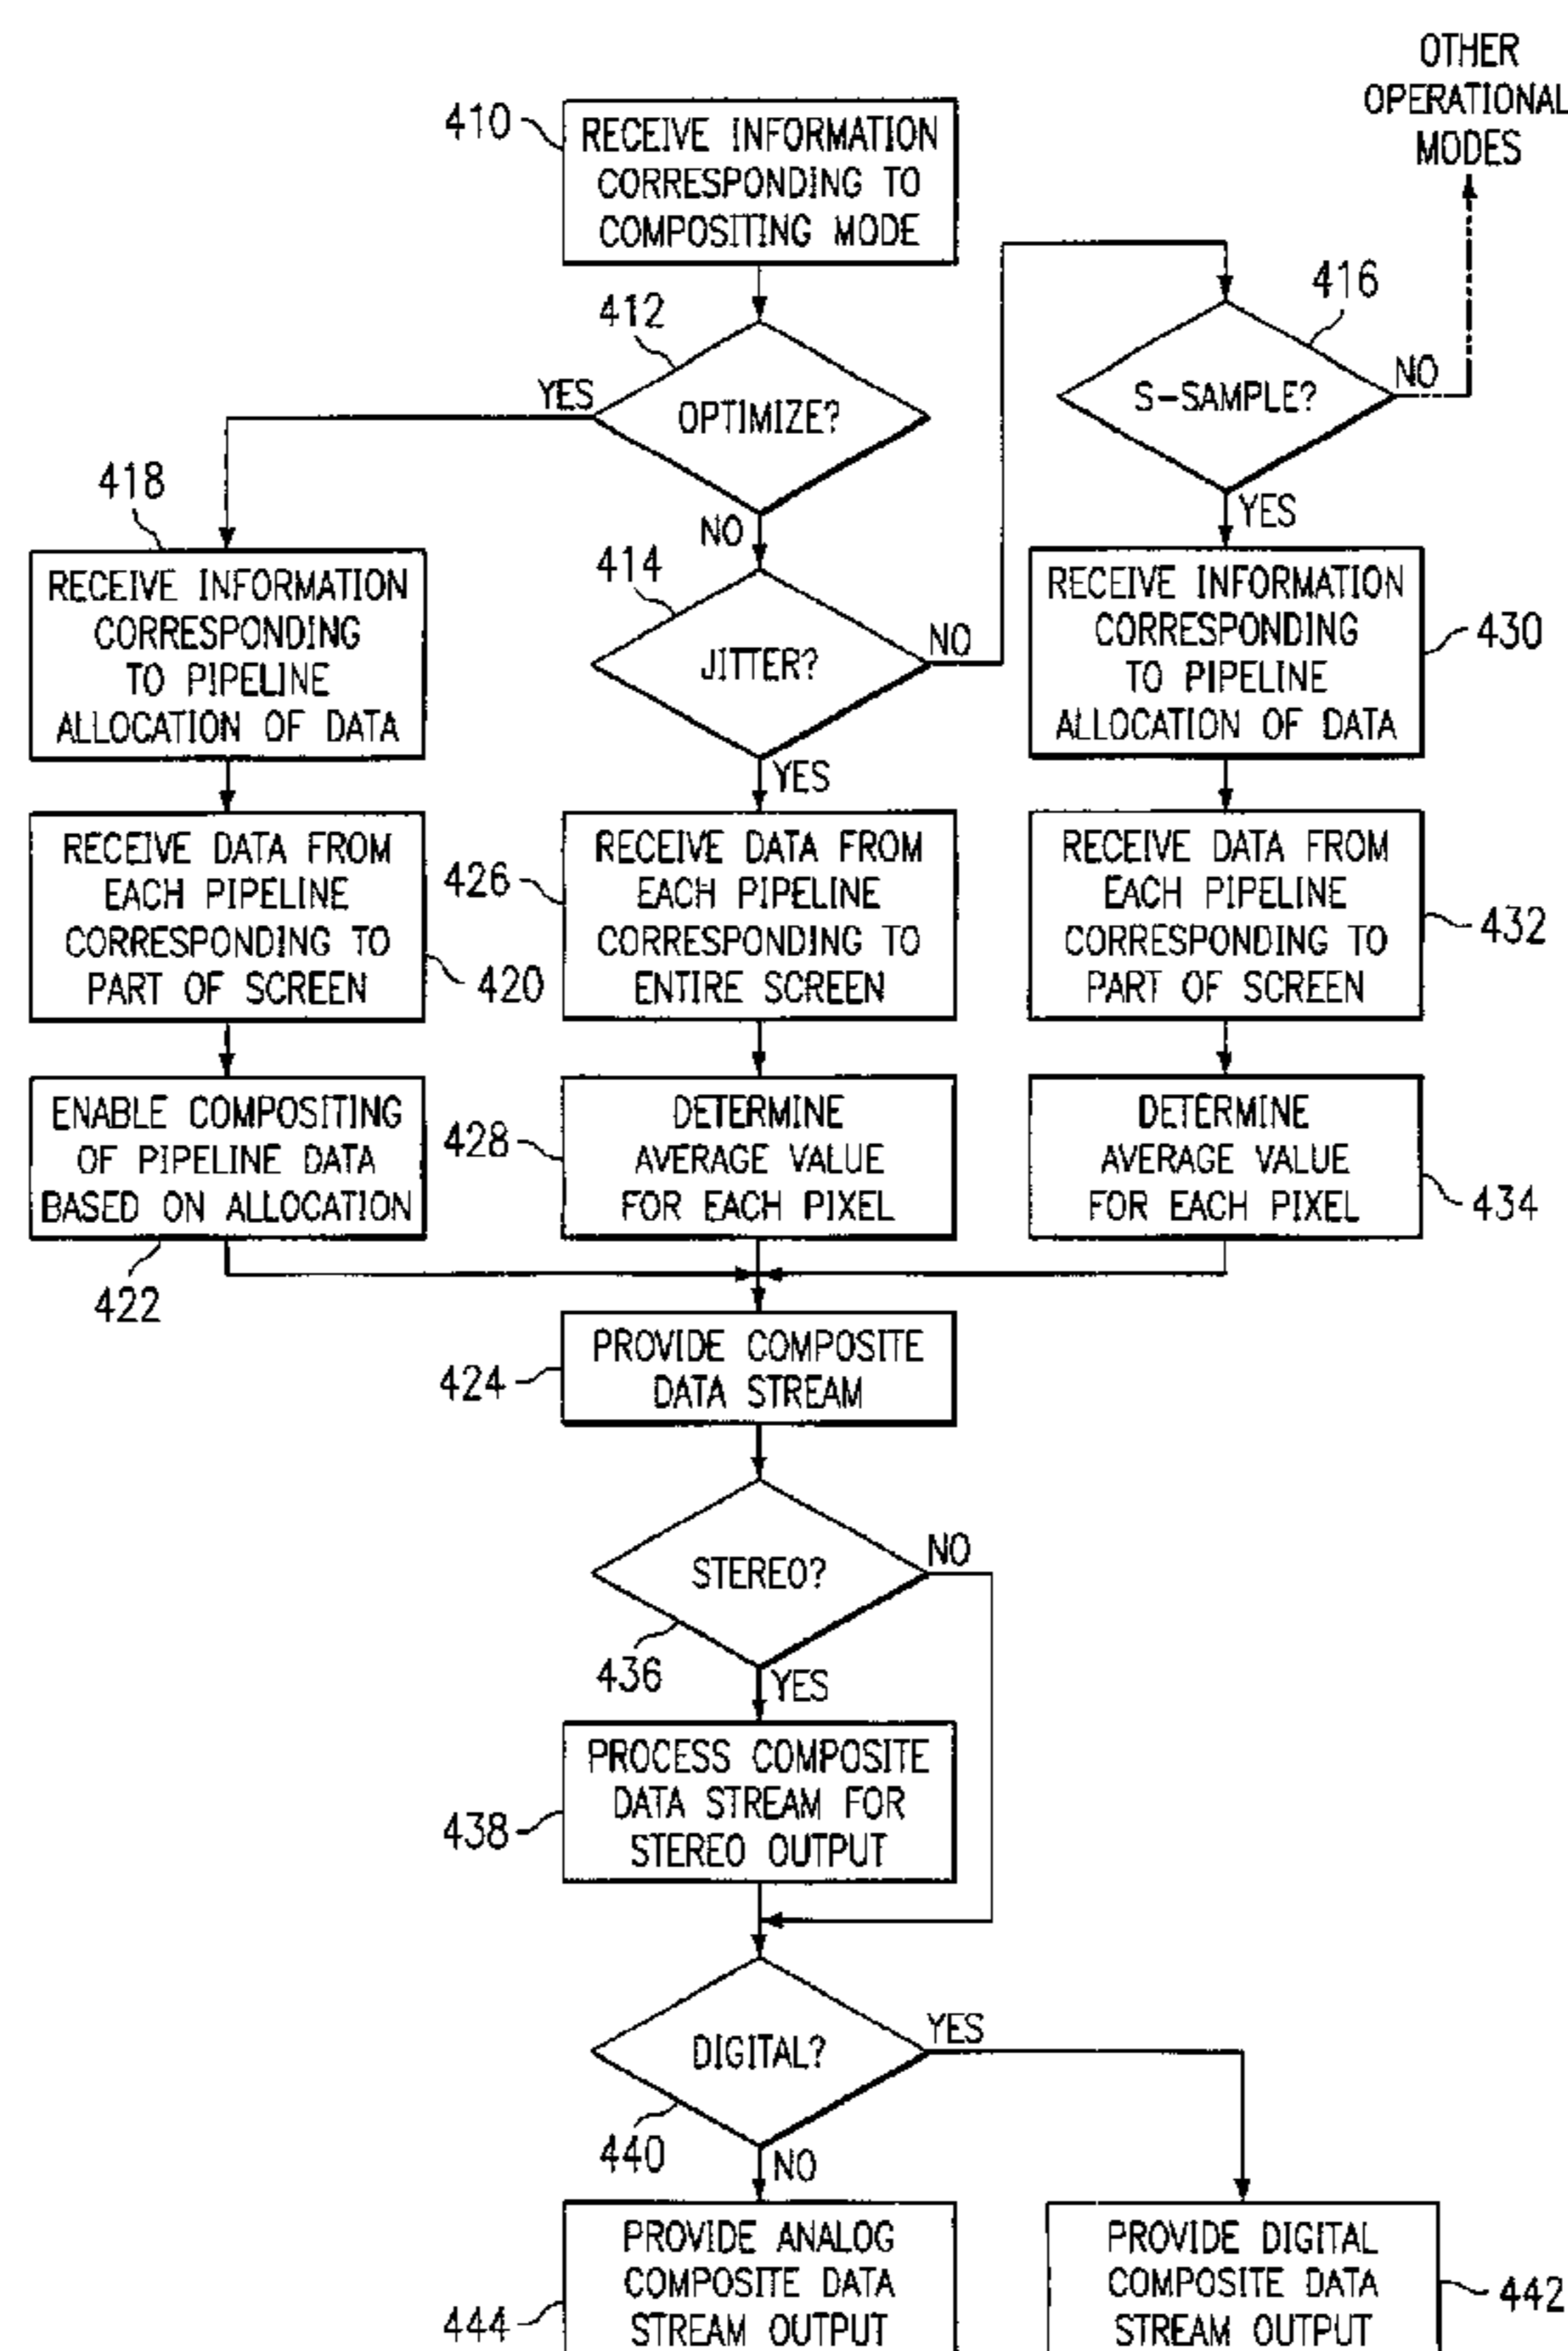 OTHER
OPERATIONAL
MODES
410
RECEIVE INFORMATION
CORRESPONDING TO
COMPOSITING MODE
412
OPTIMIZE?
YES
NO
416
S-SAMPLE?
NO
YES
418
RECEIVE INFORMATION
CORRESPONDING
TO PIPELINE
ALLOCATION OF DATA
414
JITTER?
NO
YES
RECEIVE INFORMATION
CORRESPONDING
TO PIPELINE
ALLOCATION OF DATA
430
RECEIVE DATA FROM
EACH PIPELINE
CORRESPONDING TO
PART OF SCREEN
420
426
RECEIVE DATA FROM
EACH PIPELINE
CORRESPONDING TO
ENTIRE SCREEN
RECEIVE DATA FROM
EACH PIPELINE
CORRESPONDING TO
PART OF SCREEN
432
ENABLE COMPOSITING
OF PIPELINE DATA
BASED ON ALLOCATION
422
428
DETERMINE
AVERAGE VALUE
FOR EACH PIXEL
DETERMINE
AVERAGE VALUE
FOR EACH PIXEL
434
424
PROVIDE COMPOSITE
DATA STREAM
STEREO?
NO
436
YES
438
PROCESS COMPOSITE
DATA STREAM FOR
STEREO OUTPUT
DIGITAL?
YES
440
NO
444
PROVIDE ANALOG
COMPOSITE DATA
STREAM OUTPUT
PROVIDE DIGITAL
COMPOSITE DATA
STREAM OUTPUT
442